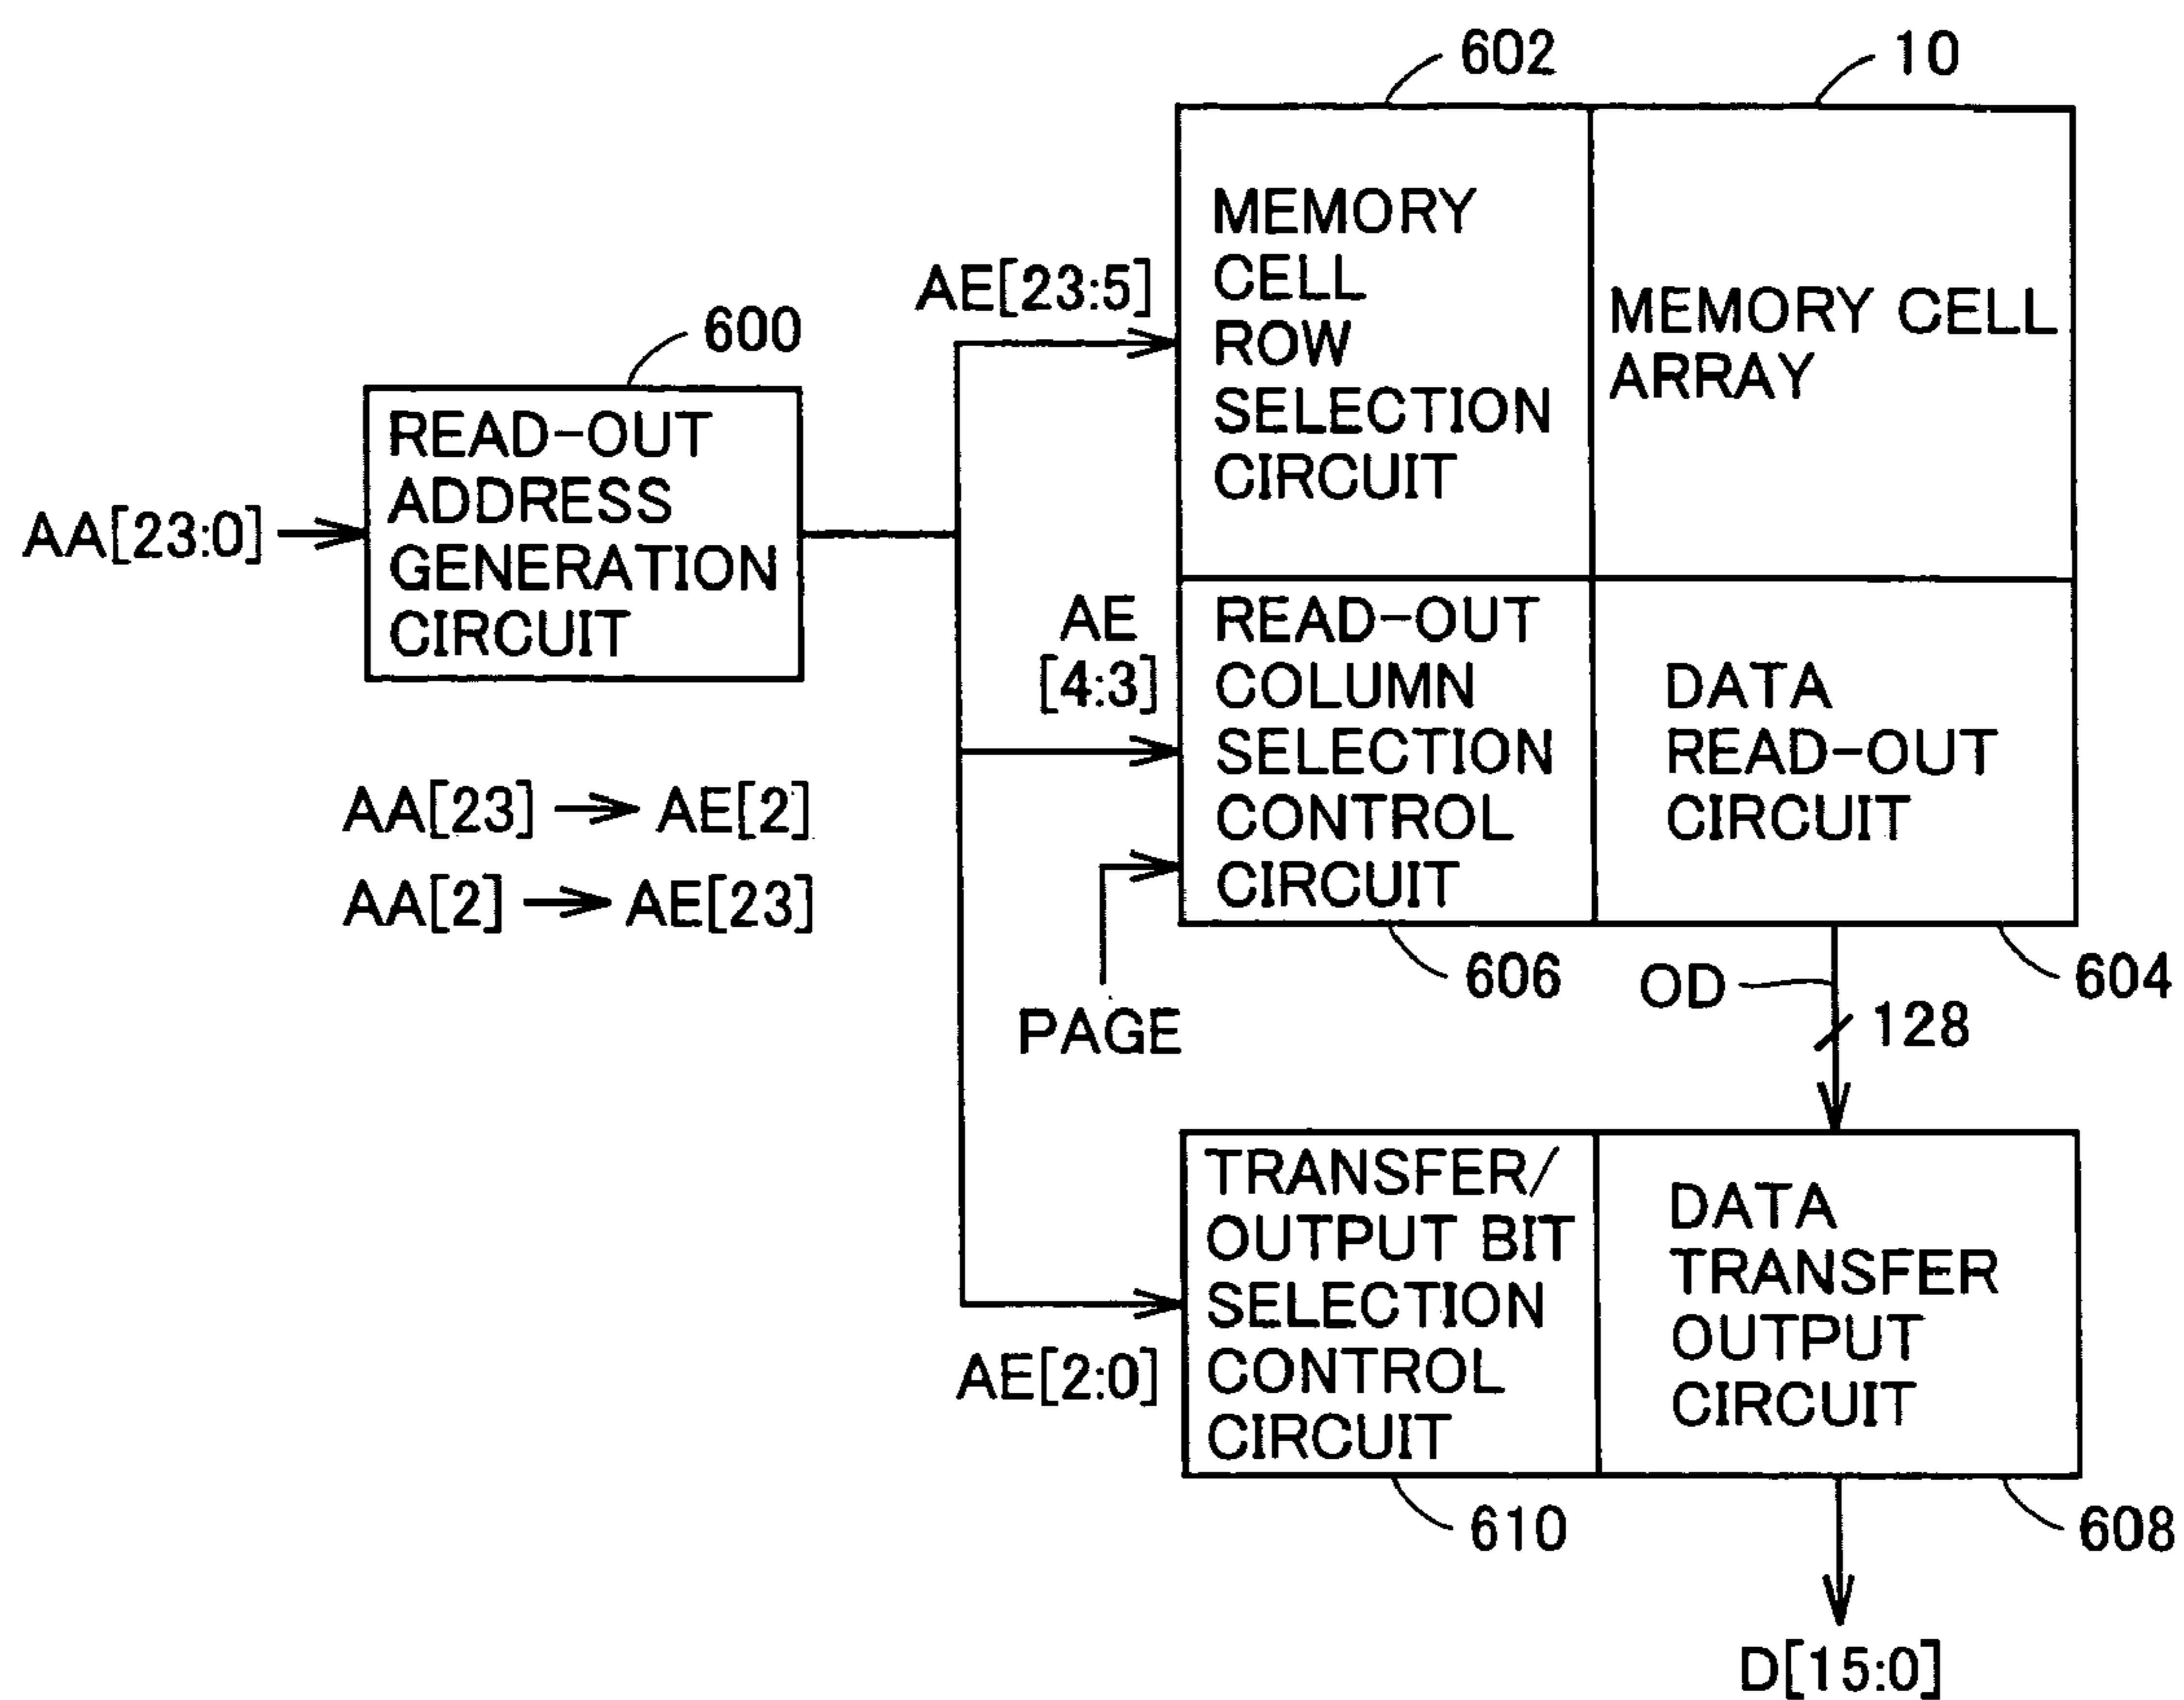 602
10
MEMORY
CELL
ROW
SELECTION
CIRCUIT
MEMORY CELL
ARRAY
AE[23:5]
600
READ-OUT
ADDRESS
GENERATION
CIRCUIT
AA[23:0]
AE
[4:3]
READ-OUT
COLUMN
SELECTION
CONTROL
CIRCUIT
DATA
READ-OUT
CIRCUIT
AA[23] → AE[2]
AA[2] → AE[23]
PAGE
606
OD
604
128
TRANSFER/
OUTPUT BIT
SELECTION
CONTROL
CIRCUIT
DATA
TRANSFER
OUTPUT
CIRCUIT
AE[2:0]
610
608
D[15:0]